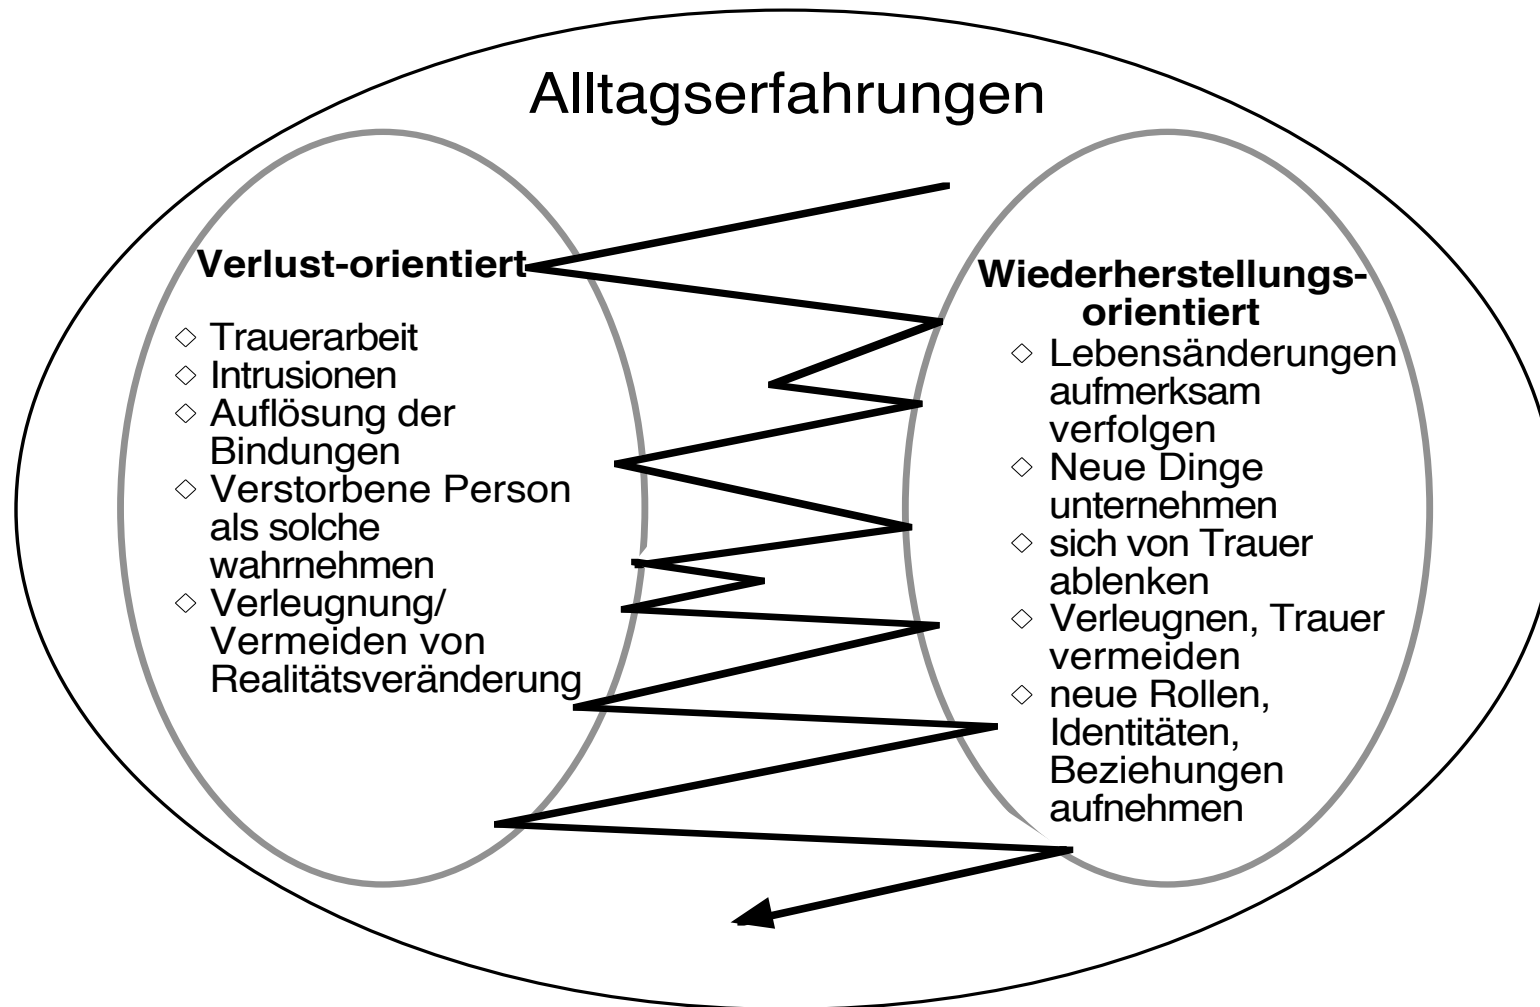 Alltagserfahrungen
Verlust-orientiert
◇ Trauerarbeit
◇ Intrusionen
◇ Auflösung der
Bindungen
◇ Verstorbene Person
als solche
wahrnehmen
◇ Verleugnung/
Vermeiden von
Realitätsveränderung
Wiederherstellungs-
orientiert
◇ Lebensänderungen
aufmerksam
verfolgen
◇ Neue Dinge
unternehmen
◇ sich von Trauer
ablenken
◇ Verleugnen, Trauer
vermeiden
◇ neue Rollen,
Identitäten,
Beziehungen
aufnehmen